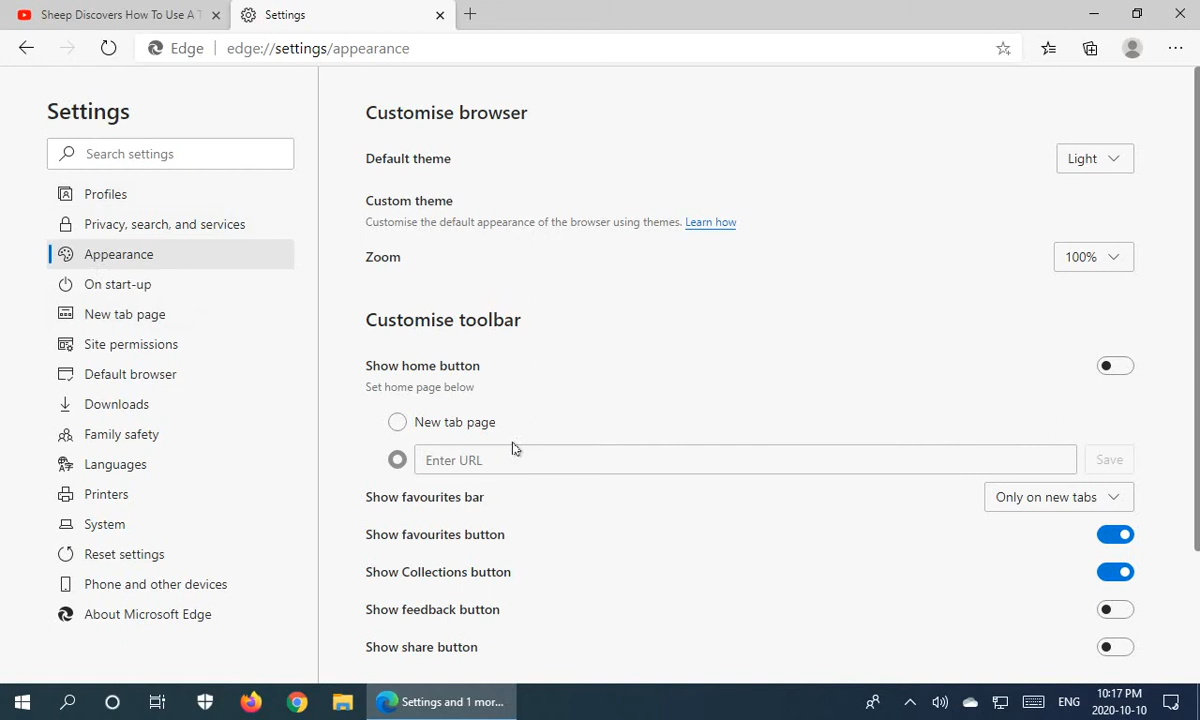 Sheep Discovers How To Use A T
Settings
Edge
edge://settings/appearance
Settings
Search settings
Profiles
Privacy, search, and services
Appearance
On start-up
New tab page
Site permissions
Default browser
Downloads
Family safety
Languages
Printers
System
Reset settings
Phone and other devices
About Microsoft Edge
Customise browser
Default theme
Light
Custom theme
Customise the default appearance of the browser using themes. Learn how
Zoom
100%
Customise toolbar
Show home button
Set home page below
New tab page
Enter URL
Save
Show favourites bar
Only on new tabs
Show favourites button
Show Collections button
Show feedback button
Show share button
Settings and 1 mor...
ENG
10:17 PM
2020-10-10